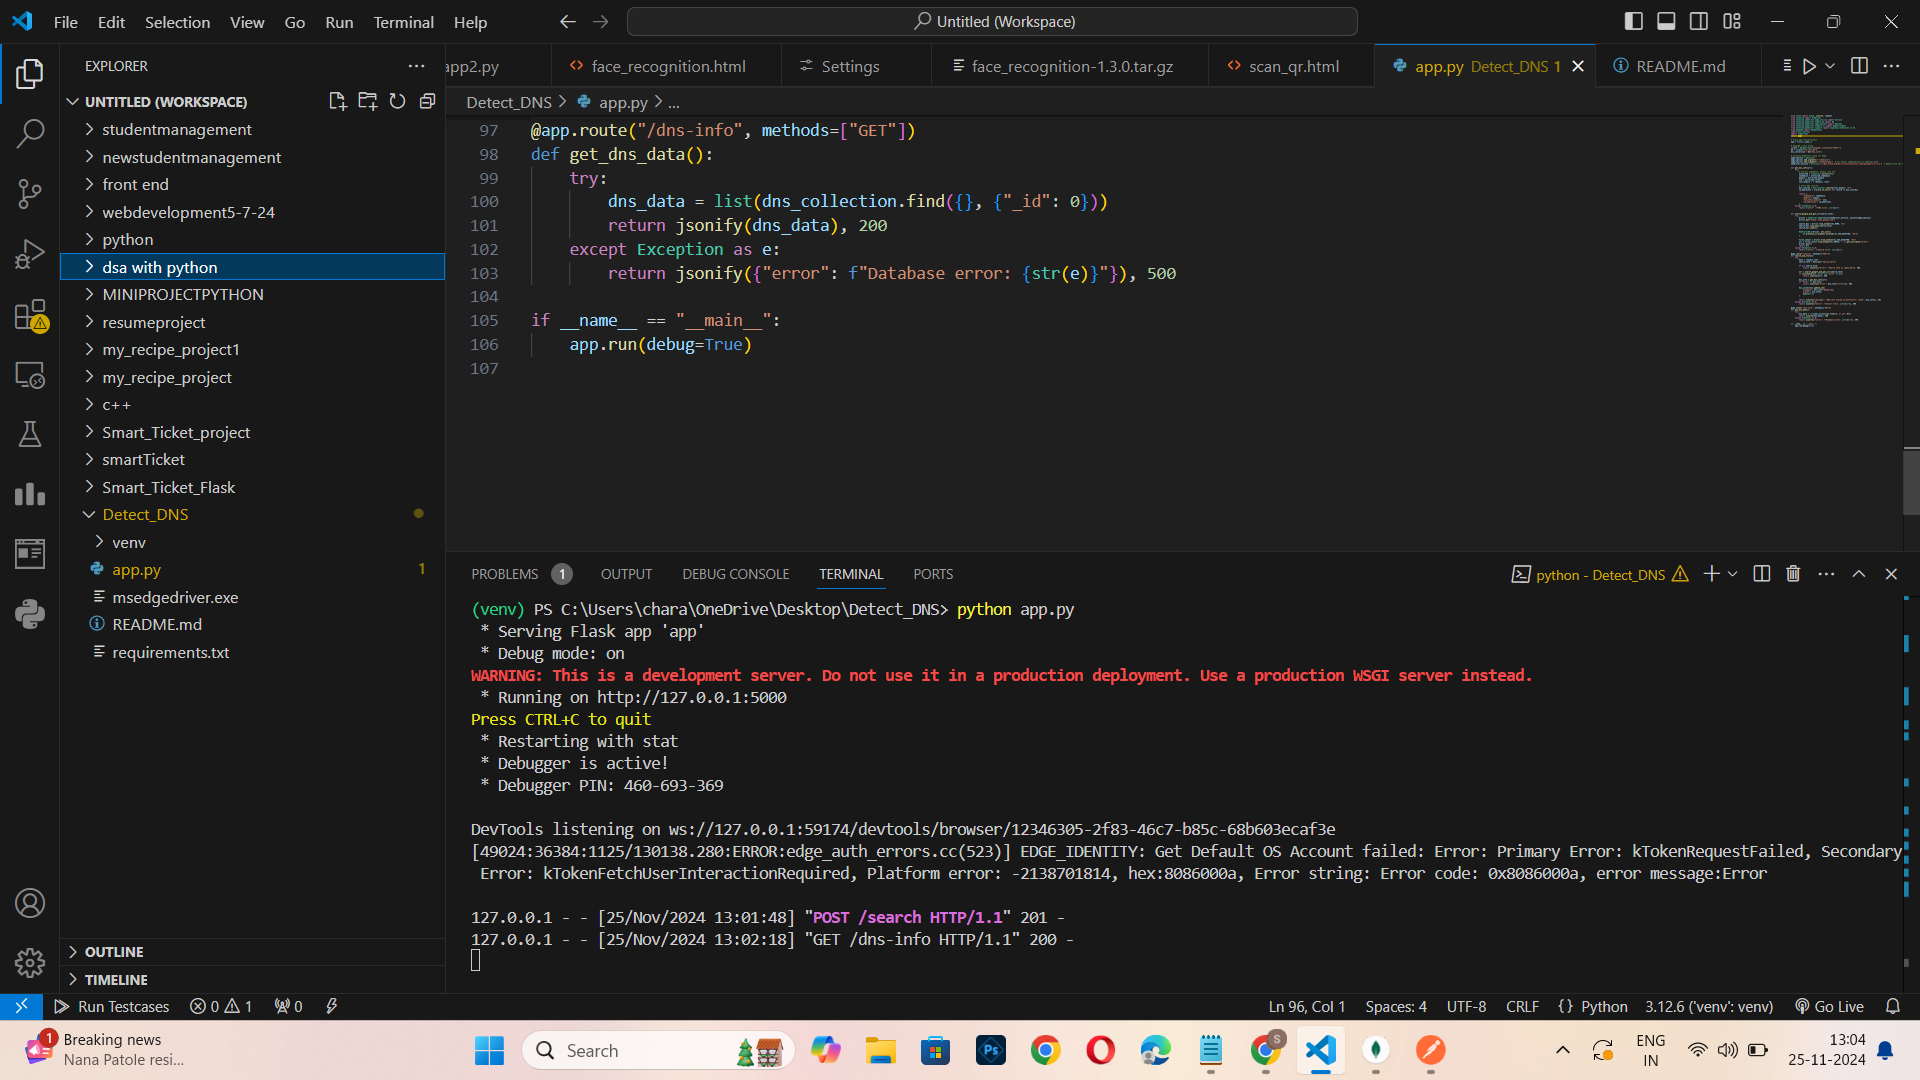 File Edit Selection View Go Run Terminal Help
Untitled (Workspace)
EXPLORER
UNTITLED (WORKSPACE)
studentmanagement
newstudentmanagement
front end
webdevelopment5-7-24
python
dsa with python
MINIPROJECTPYTHON
resumeproject
my_recipe_project1
my_recipe_project
c++
Smart_Ticket_project
smartTicket
Smart_Ticket_Flask
Detect_DNS
venv
app.py 1
msedgedriver.exe
README.md
requirements.txt
OUTLINE
TIMELINE
app2.py face_recognition.html Settings face_recognition-1.3.0.tar.gz scan_qr.html app.py Detect_DNS 1 README.md
Detect_DNS > app.py > ...
97 @app.route("/dns-info", methods=["GET"])
98 def get_dns_data():
99 try:
100 dns_data = list(dns_collection.find({}, {"_id": 0}))
101 return jsonify(dns_data), 200
102 except Exception as e:
103 return jsonify({"error": f"Database error: {str(e)}"}), 500
104
105 if __name__ == "__main__":
106 app.run(debug=True)
107
PROBLEMS 1 OUTPUT DEBUG CONSOLE TERMINAL PORTS
python - Detect_DNS
(venv) PS C:\Users\chara\OneDrive\Desktop\Detect_DNS> python app.py
* Serving Flask app 'app'
* Debug mode: on
WARNING: This is a development server. Do not use it in a production deployment. Use a production WSGI server instead.
* Running on http://127.0.0.1:5000
Press CTRL+C to quit
* Restarting with stat
* Debugger is active!
* Debugger PIN: 460-693-369
DevTools listening on ws://127.0.0.1:59174/devtools/browser/12346305-2f83-46c7-b85c-68b603ecaf3e
[49024:36384:1125/130138.280:ERROR:edge_auth_errors.cc(523)] EDGE_IDENTITY: Get Default OS Account failed: Error: Primary Error: kTokenRequestFailed, Secondary
Error: kTokenFetchUserInteractionRequired, Platform error: -2138701814, hex:8086000a, Error string: Error code: 0x8086000a, error message:Error
127.0.0.1 - - [25/Nov/2024 13:01:48] "POST /search HTTP/1.1" 201 -
127.0.0.1 - - [25/Nov/2024 13:02:18] "GET /dns-info HTTP/1.1" 200 -
Run Testcases 0 1 0 Ln 96, Col 1 Spaces: 4 UTF-8 CRLF {} Python 3.12.6 ('venv': venv) Go Live
1 Breaking news
Nana Patole resi...
Search
Ps
S
ENG
IN
13:04
25-11-2024